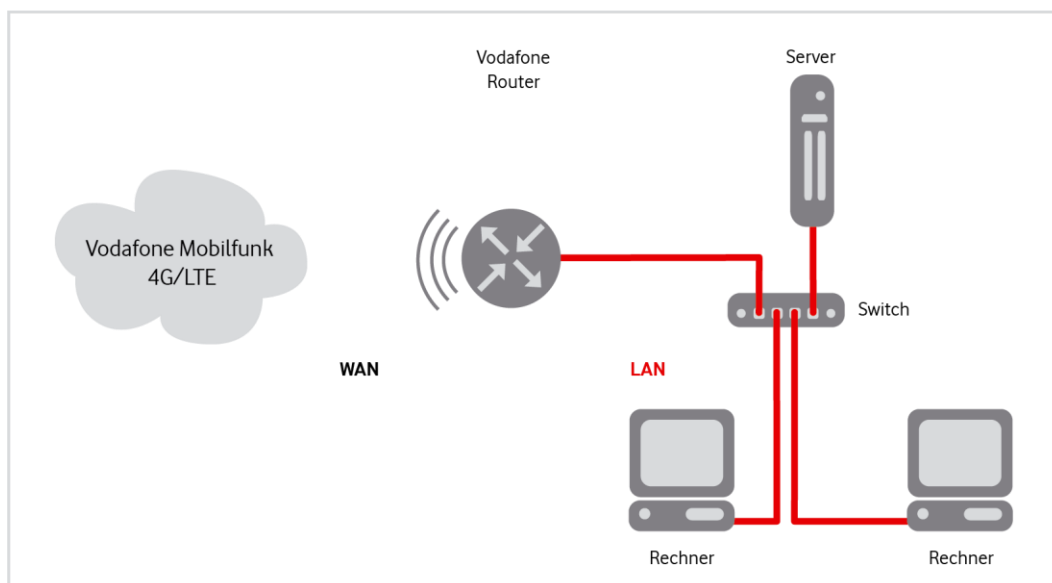 Vodafone
Router
Server
Vodafone Mobilfunk
4G/LTE
Switch
WAN
LAN
Rechner
Rechner